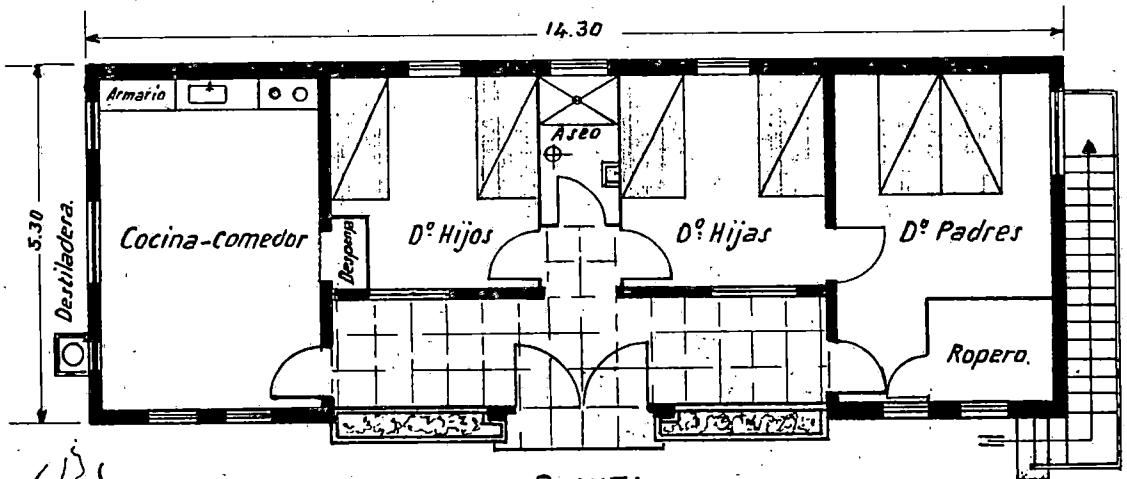 14.30
5.30
Armario
Aseo
Destiladera.
Cocina-comedor
Despensa
Dº Hijos
Dº Hijas
Dº Padres
Ropero.